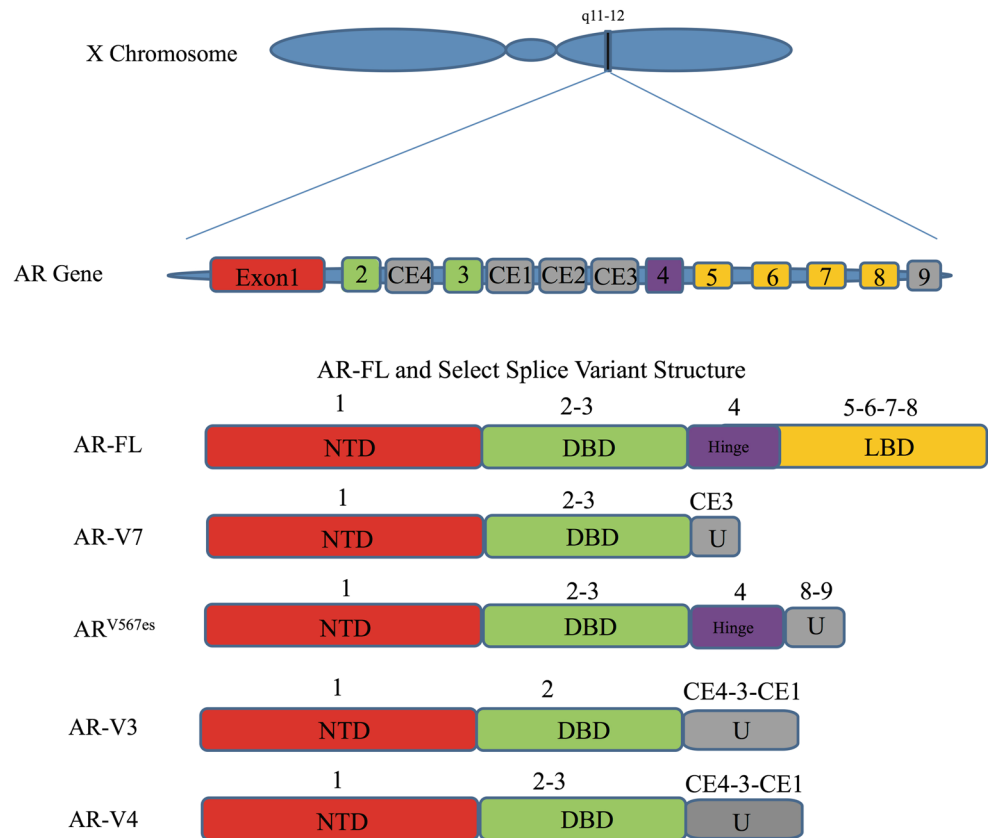 q11-12
X Chromosome
AR Gene
Exon1 2 CE4 3 CE1 CE2 CE3 4 5 6 7 8 9
AR-FL and Select Splice Variant Structure
1 2-3 4 5-6-7-8
AR-FL NTD DBD Hinge LBD
1 2-3 CE3
AR-V7 NTD DBD U
1 2-3 4 8-9
ARV567es NTD DBD Hinge U
1 2 CE4-3-CE1
AR-V3 NTD DBD U
1 2-3 CE4-3-CE1
AR-V4 NTD DBD U